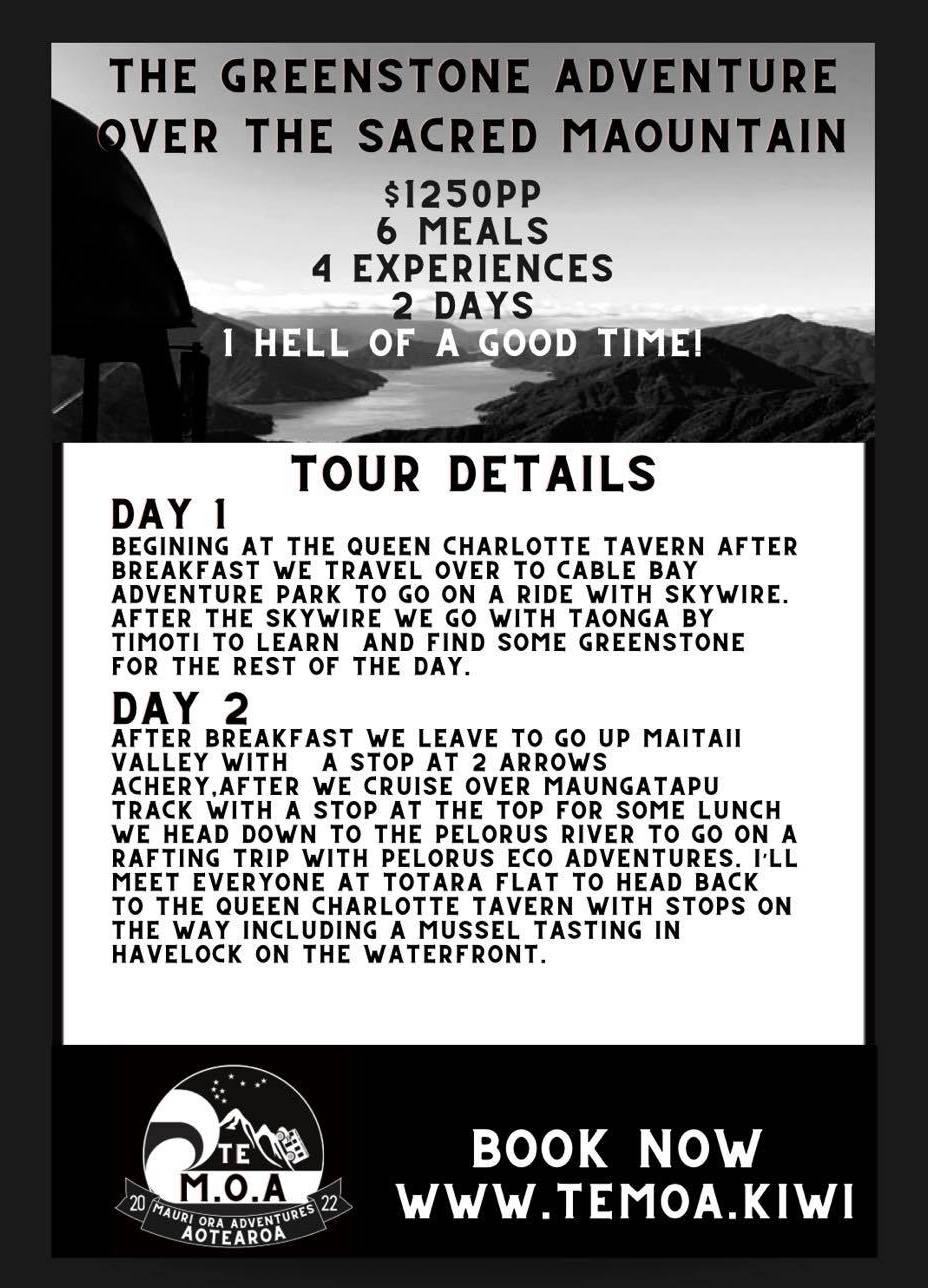 THE GREENSTONE ADVENTURE
OVER THE SACRED MAOUNTAIN
$1250PP
6 MEALS
4 EXPERIENCES
2 DAYS
1 HELL OF A GOOD TIME!
TOUR DETAILS
DAY 1
BEGINING AT THE QUEEN CHARLOTTE TAVERN AFTER
BREAKFAST WE TRAVEL OVER TO CABLE BAY
ADVENTURE PARK TO GO ON A RIDE WITH SKYWIRE.
AFTER THE SKYWIRE WE GO WITH TAONGA BY
TIMOTI TO LEARN AND FIND SOME GREENSTONE
FOR THE REST OF THE DAY.
DAY 2
AFTER BREAKFAST WE LEAVE TO GO UP MAITAII
VALLEY WITH A STOP AT 2 ARROWS
ACHERY,AFTER WE CRUISE OVER MAUNGATAPU
TRACK WITH A STOP AT THE TOP FOR SOME LUNCH
WE HEAD DOWN TO THE PELORUS RIVER TO GO ON A
RAFTING TRIP WITH PELORUS ECO ADVENTURES. I'LL
MEET EVERYONE AT TOTARA FLAT TO HEAD BACK
TO THE QUEEN CHARLOTTE TAVERN WITH STOPS ON
THE WAY INCLUDING A MUSSEL TASTING IN
HAVELOCK ON THE WATERFRONT.
TE
M.O.A
20 MAURI ORA ADVENTURES 22
AOTEAROA
BOOK NOW
WWW.TEMOA.KIWI